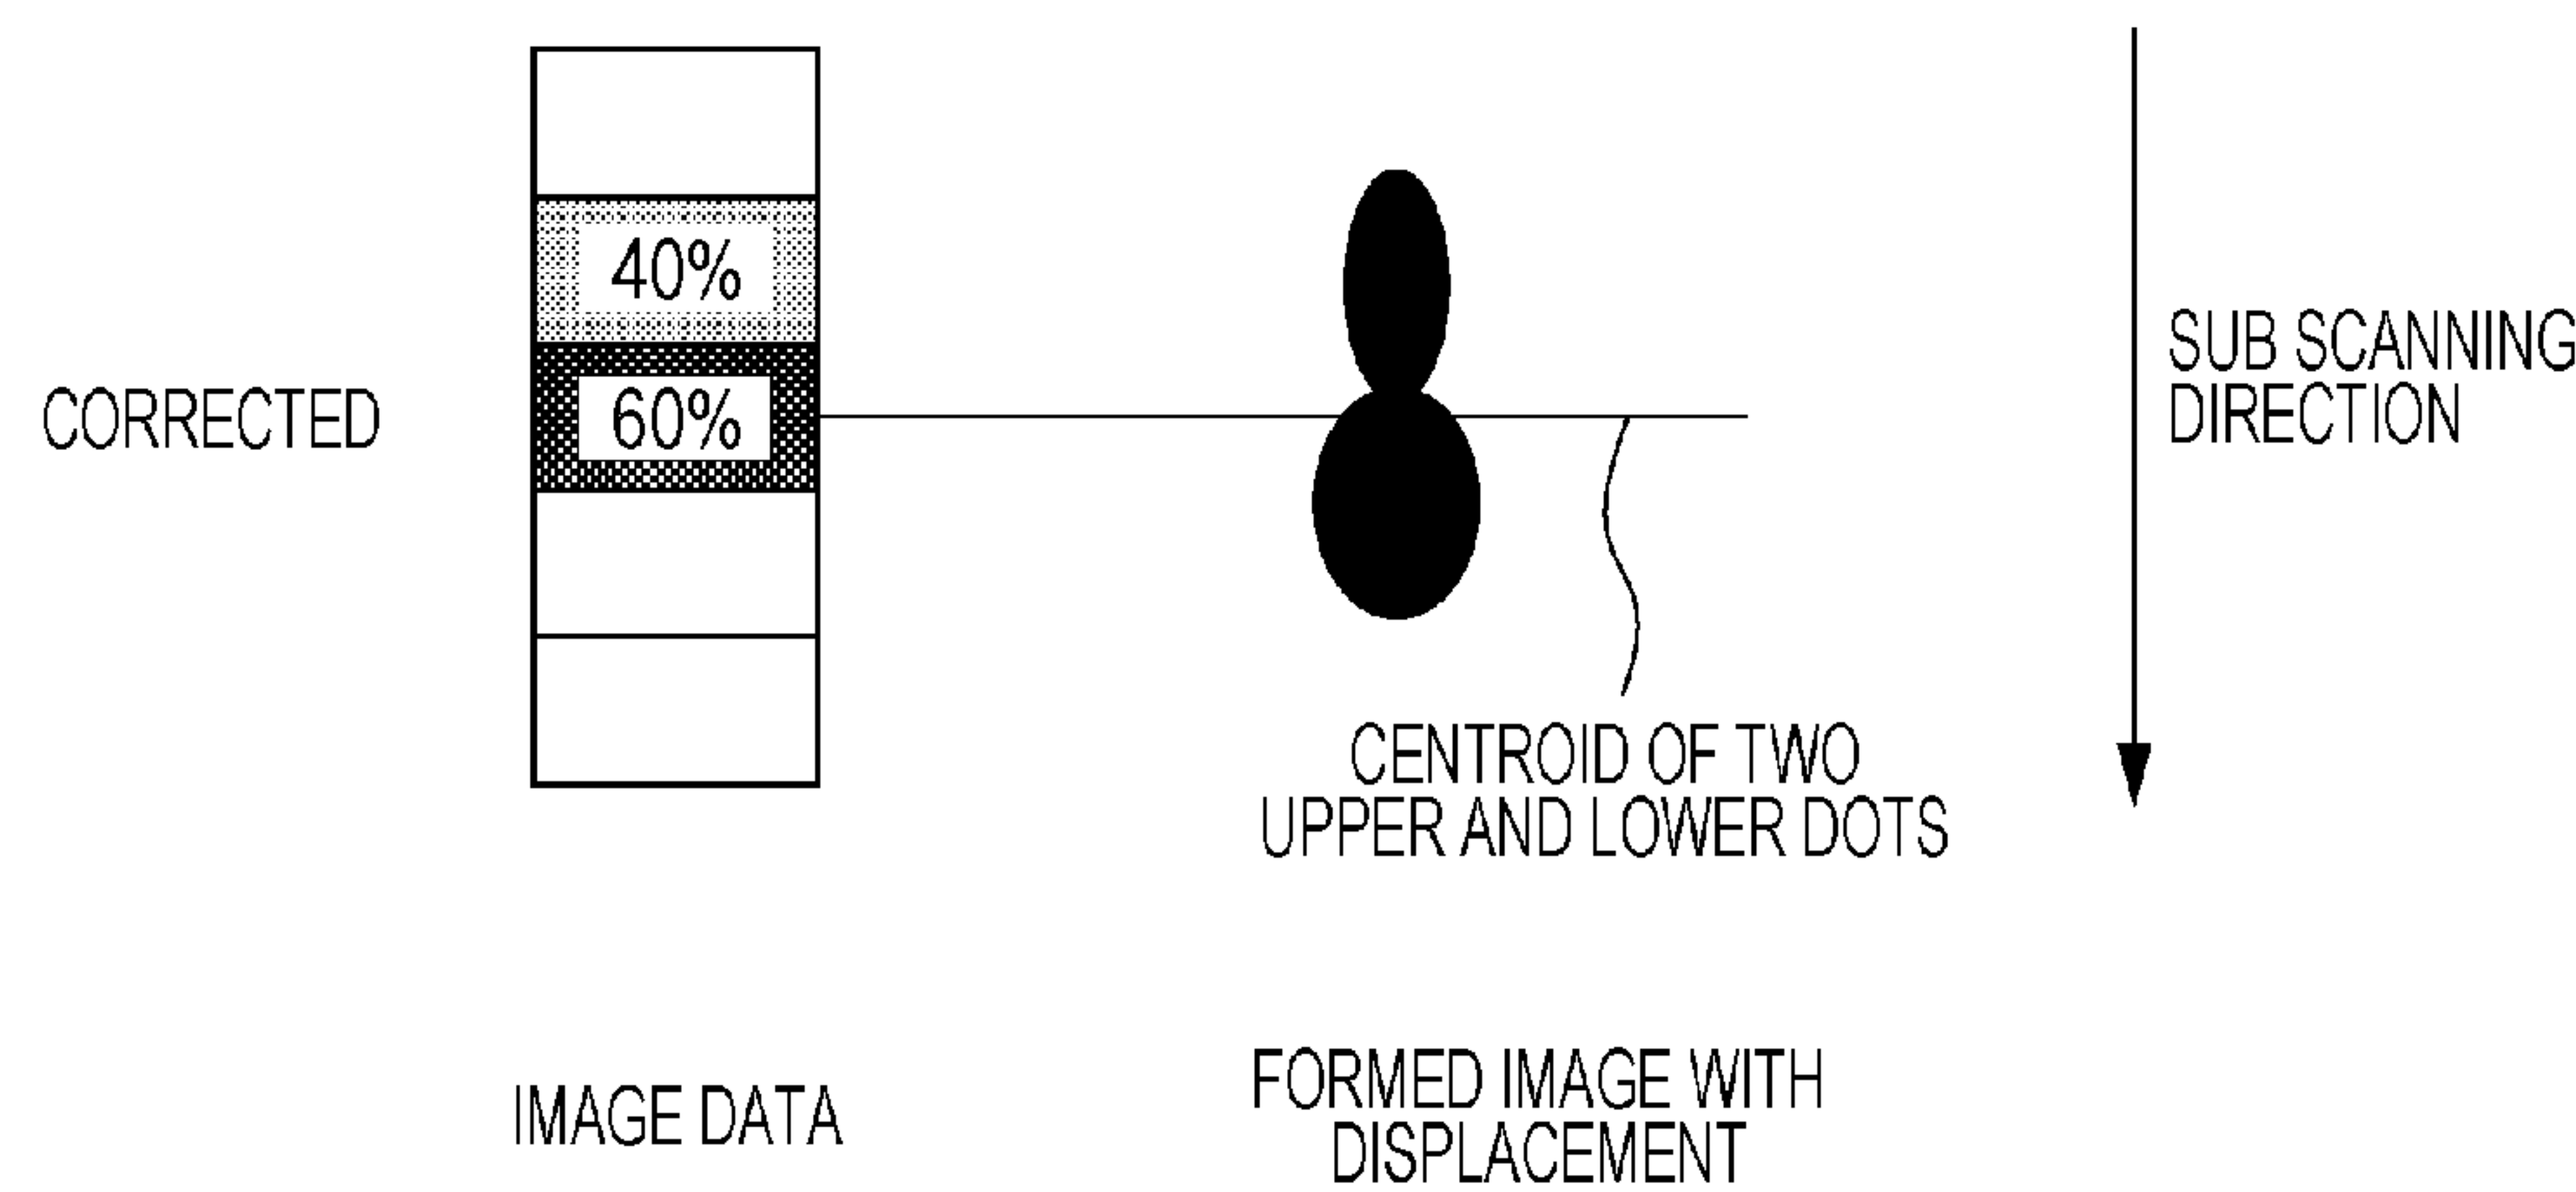 40%
60%
CORRECTED
SUB SCANNING
DIRECTION
CENTROID OF TWO
UPPER AND LOWER DOTS
IMAGE DATA
FORMED IMAGE WITH
DISPLACEMENT